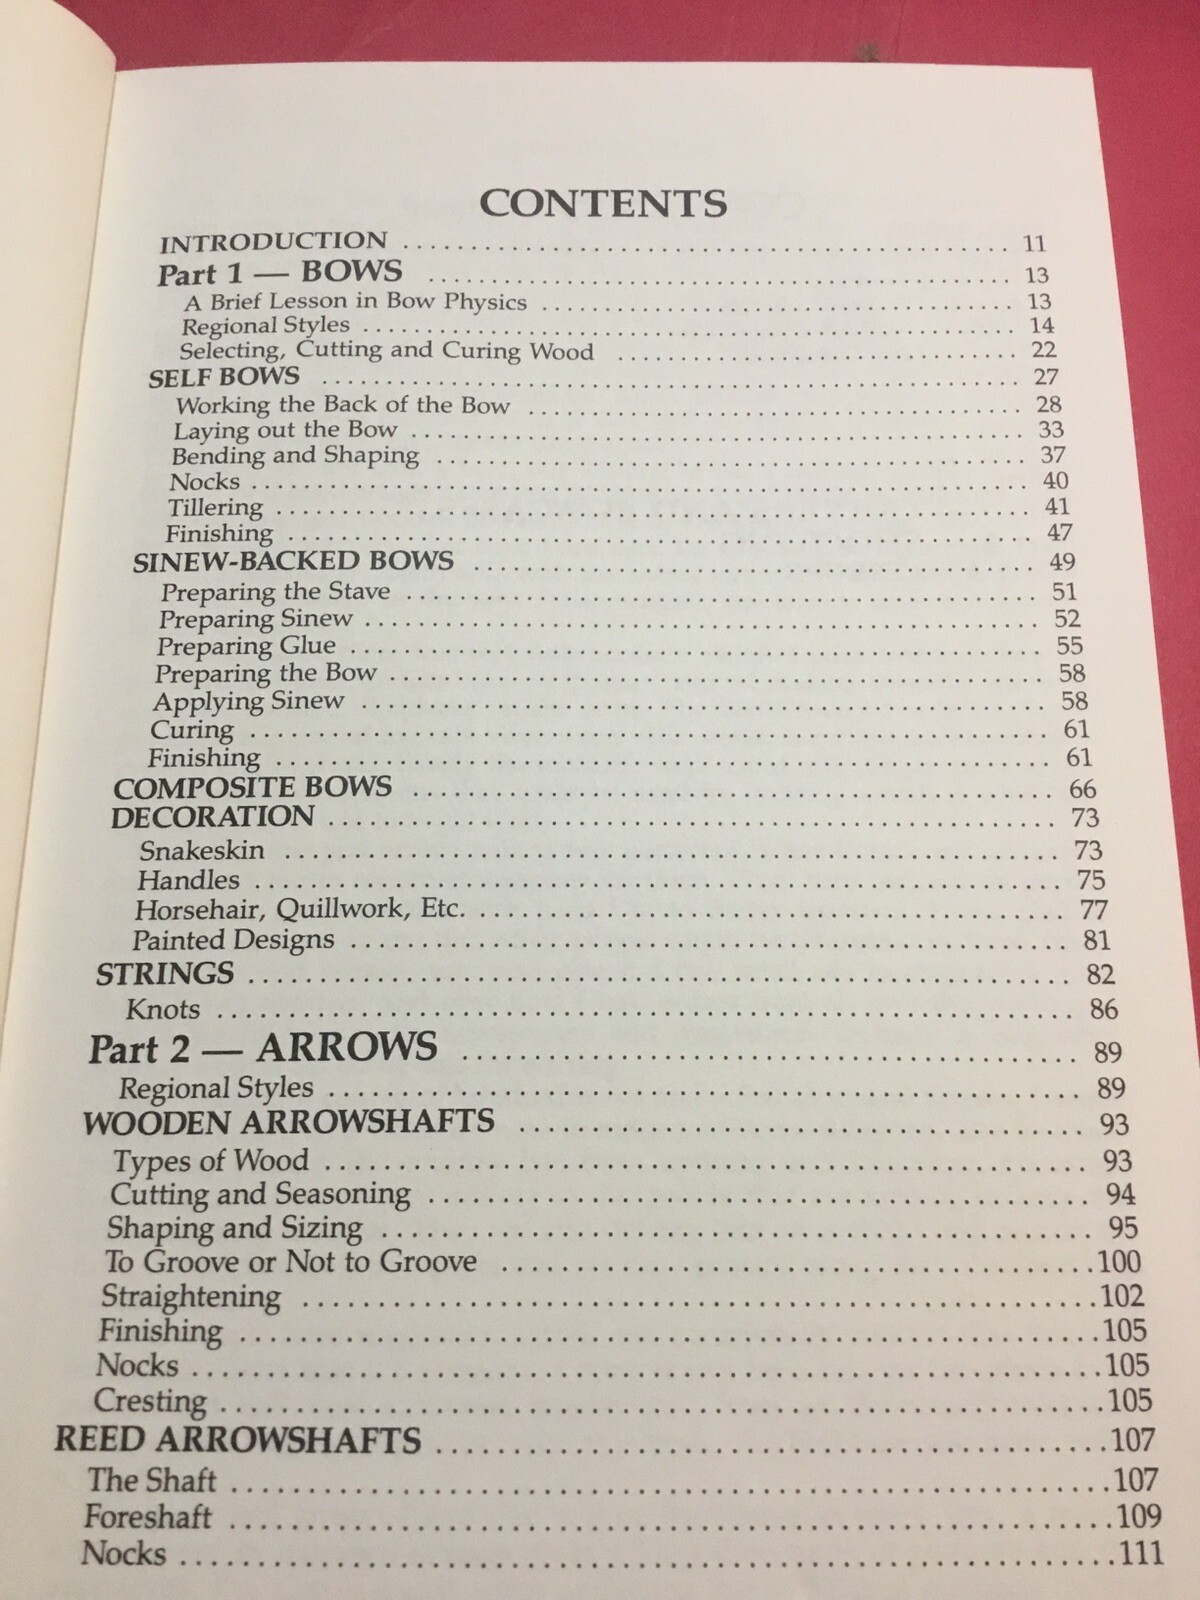 CONTENTS
INTRODUCTION ........ 11
Part 1 — BOWS ........ 13
A Brief Lesson in Bow Physics ........ 13
Regional Styles ........ 14
Selecting, Cutting and Curing Wood ........ 22
SELF BOWS ........ 27
Working the Back of the Bow ........ 28
Laying out the Bow ........ 33
Bending and Shaping ........ 37
Nocks ........ 40
Tillering ........ 41
Finishing ........ 47
SINEW-BACKED BOWS ........ 49
Preparing the Stave ........ 51
Preparing Sinew ........ 52
Preparing Glue ........ 55
Preparing the Bow ........ 58
Applying Sinew ........ 58
Curing ........ 61
Finishing ........ 61
COMPOSITE BOWS ........ 66
DECORATION ........ 73
Snakeskin ........ 73
Handles ........ 75
Horsehair, Quillwork, Etc. ........ 77
Painted Designs ........ 81
STRINGS ........ 82
Knots ........ 86
Part 2 — ARROWS ........ 89
Regional Styles ........ 89
WOODEN ARROWSHAFTS ........ 93
Types of Wood ........ 93
Cutting and Seasoning ........ 94
Shaping and Sizing ........ 95
To Groove or Not to Groove ........ 100
Straightening ........ 102
Finishing ........ 105
Nocks ........ 105
Cresting ........ 105
REED ARROWSHAFTS ........ 107
The Shaft ........ 107
Foreshaft ........ 109
Nocks ........ 111